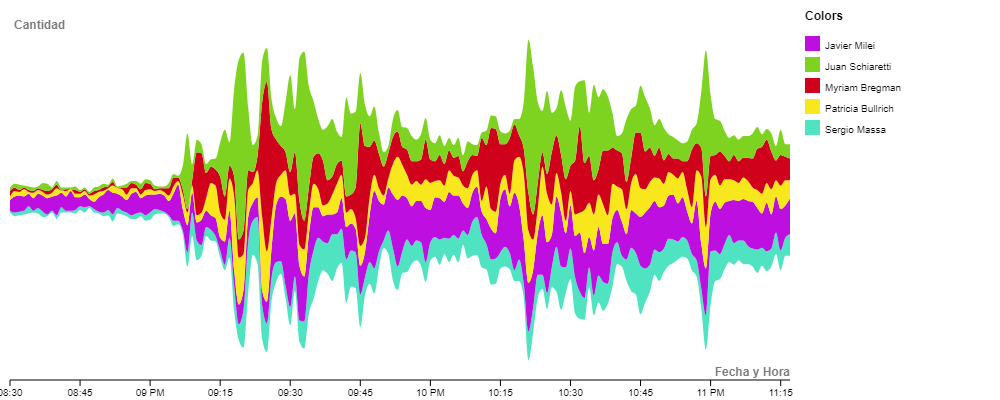 Cantidad
Colors
Javier Milei
Juan Schiaretti
Myriam Bregman
Patricia Bullrich
Sergio Massa
Fecha y Hora
08:30 08:45 09 PM 09:15 09:30 09:45 10 PM 10:15 10:30 10:45 11 PM 11:15